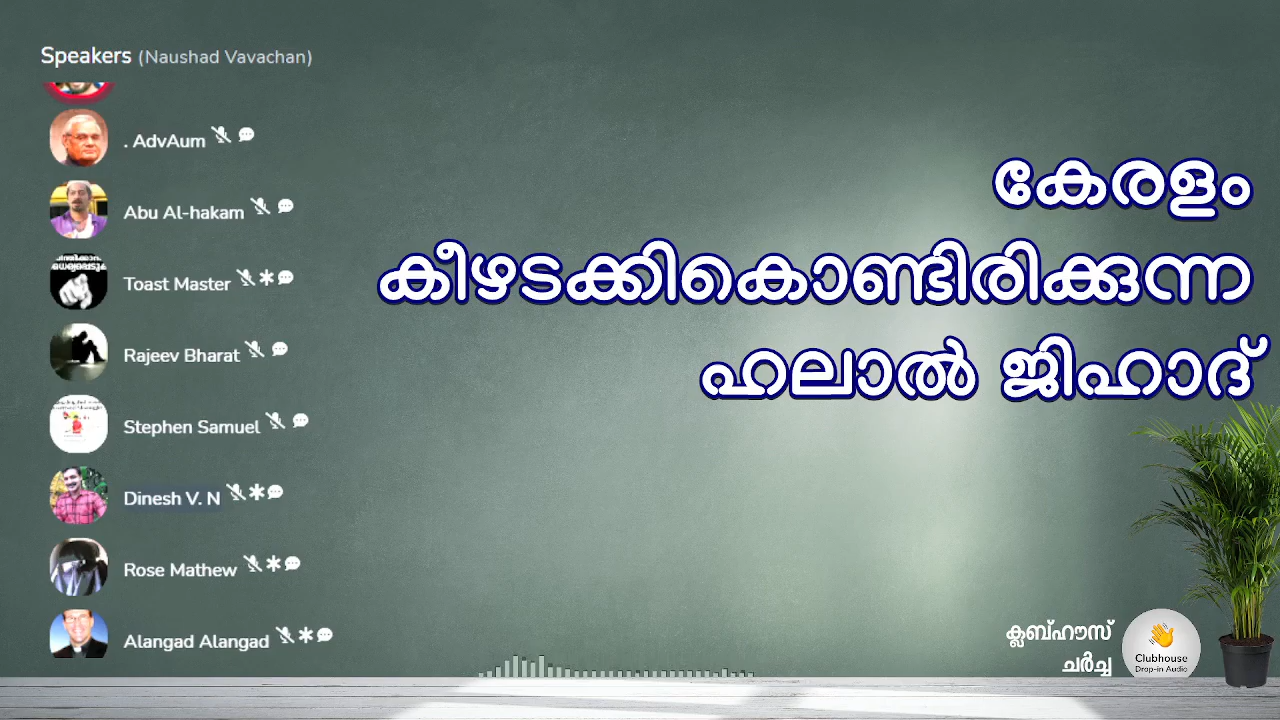 Speakers (Naushad Vavachan)
. AdvAum
Abu Al-hakam
Toast Master
Rajeev Bharat
Stephen Samuel
Dinesh V. N
Rose Mathew
Alangad Alangad
കേരളം
കീഴടക്കികൊണ്ടിരിക്കുന്ന
ഹലാൽ ജിഹാദ്
ക്ലബ്ഹൗസ്
ചർച്ച
Clubhouse
Drop-in Audio